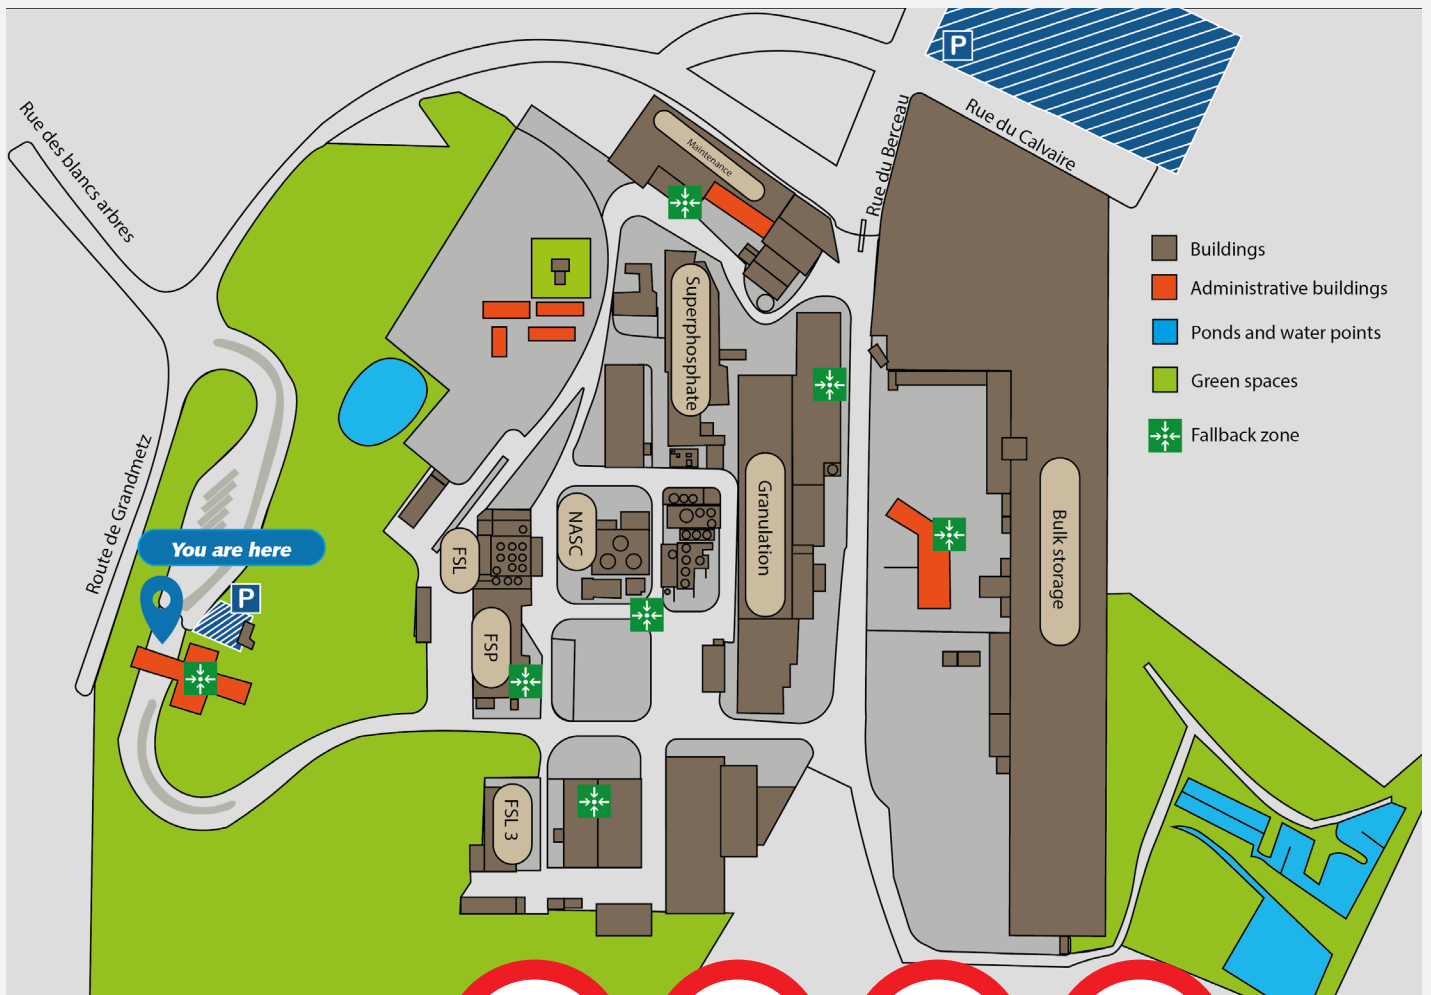 P
Rue du Calvaire
Rue du Berceau
Rue des blancs arbres
Maintenance
Buildings
Administrative buildings
Ponds and water points
Green spaces
Fallback zone
Superphosphate
Route de Grandmetz
Granulation
NASC
FSL
Bulk storage
You are here
P
FSP
FSL 3